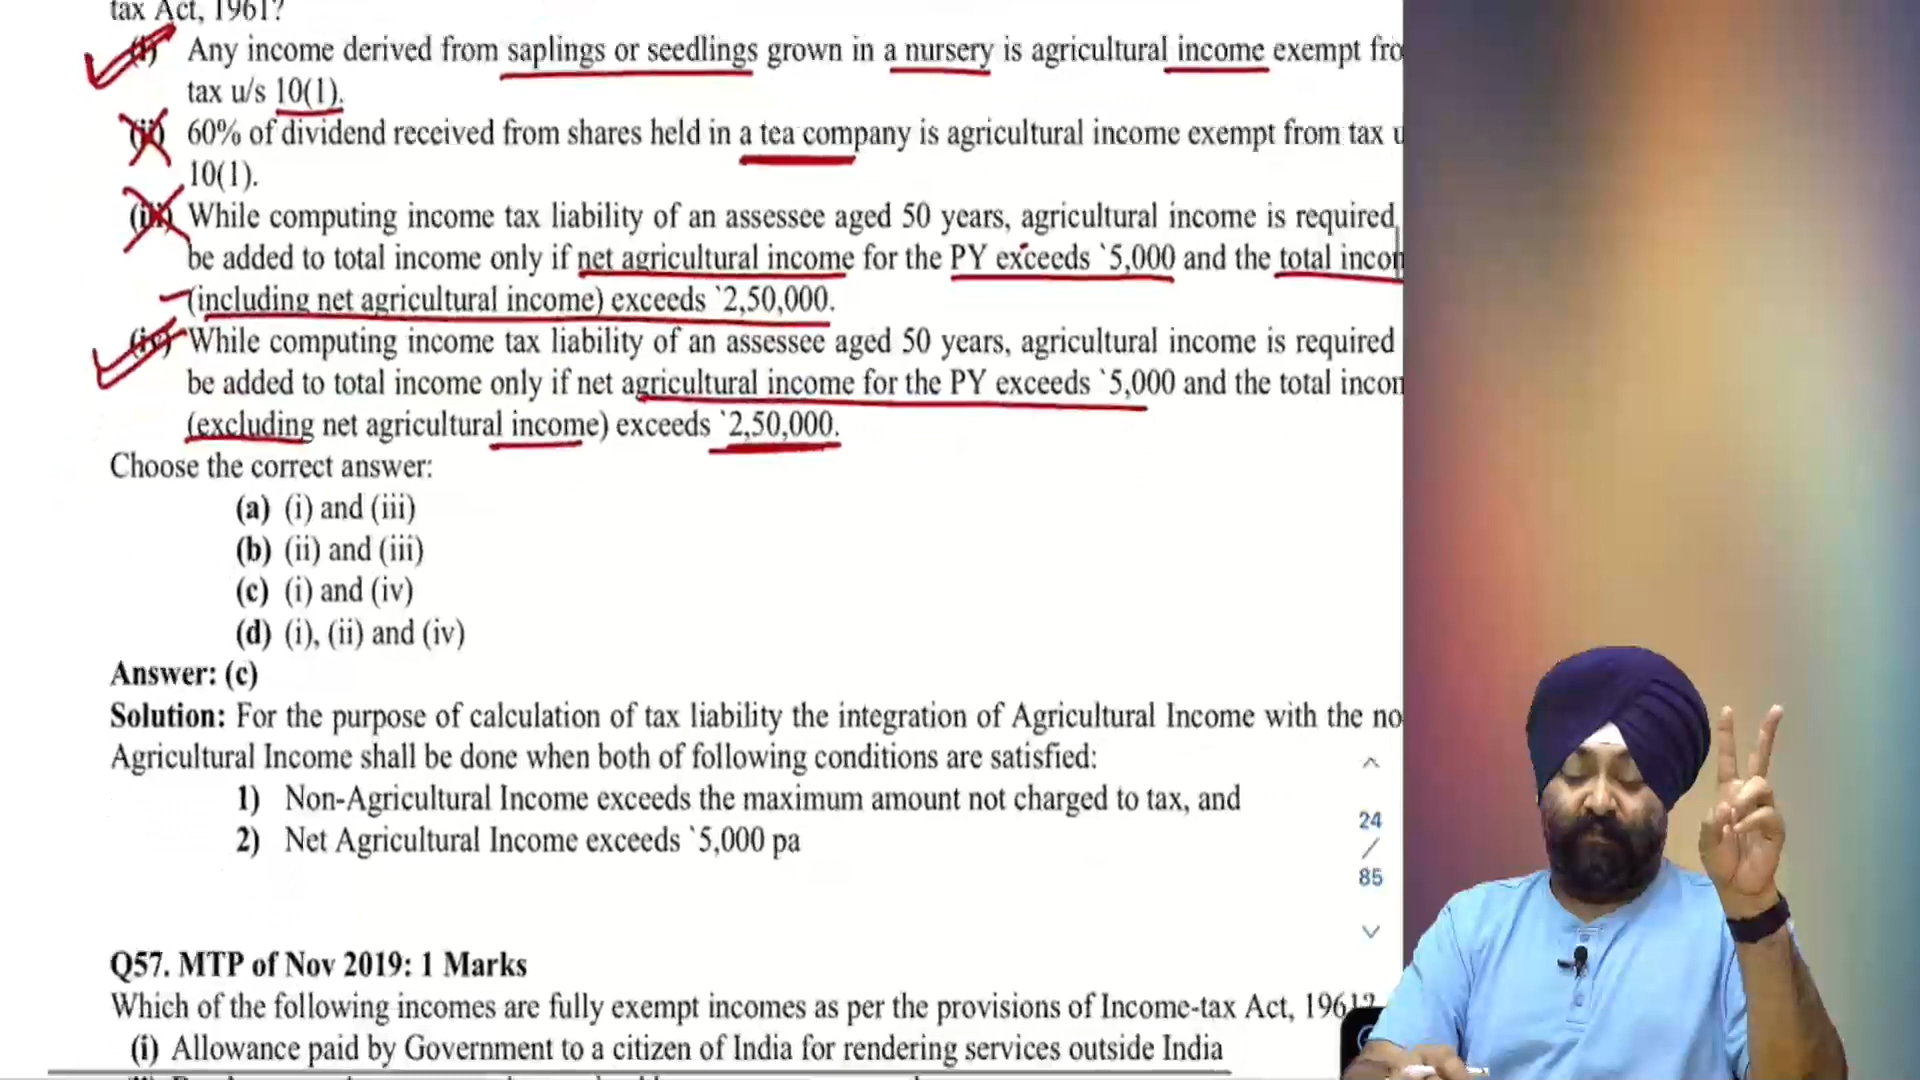 tax Act, 1961?
(i) Any income derived from saplings or seedlings grown in a nursery is agricultural income exempt
tax u/s 10(1).
(ii) 60% of dividend received from shares held in a tea company is agricultural income exempt from tax
10(1).
(iii) While computing income tax liability of an assessee aged 50 years, agricultural income is required
be added to total income only if net agricultural income for the PY exceeds `5,000 and the total
(including net agricultural income) exceeds `2,50,000.
(iv) While computing income tax liability of an assessee aged 50 years, agricultural income is required
be added to total income only if net agricultural income for the PY exceeds `5,000 and the total
(excluding net agricultural income) exceeds `2,50,000.
Choose the correct answer:
(a) (i) and (iii)
(b) (ii) and (iii)
(c) (i) and (iv)
(d) (i), (ii) and (iv)
Answer: (c)
Solution: For the purpose of calculation of tax liability the integration of Agricultural Income with the
Agricultural Income shall be done when both of following conditions are satisfied:
1) Non-Agricultural Income exceeds the maximum amount not charged to tax, and
2) Net Agricultural Income exceeds `5,000 pa
24
/
85
Q57. MTP of Nov 2019: 1 Marks
Which of the following incomes are fully exempt incomes as per the provisions of Income-tax Act, 1961?
(i) Allowance paid by Government to a citizen of India for rendering services outside India